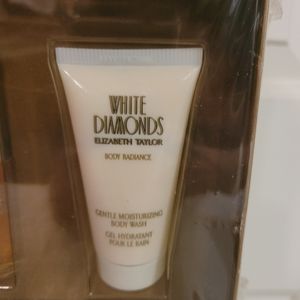 WHITE
DIAMONDS
ELIZABETH TAYLOR
BODY RADIANCE
GENTLE MOISTURIZING
BODY WASH
GEL HYDRATANT
POUR LE BAIN